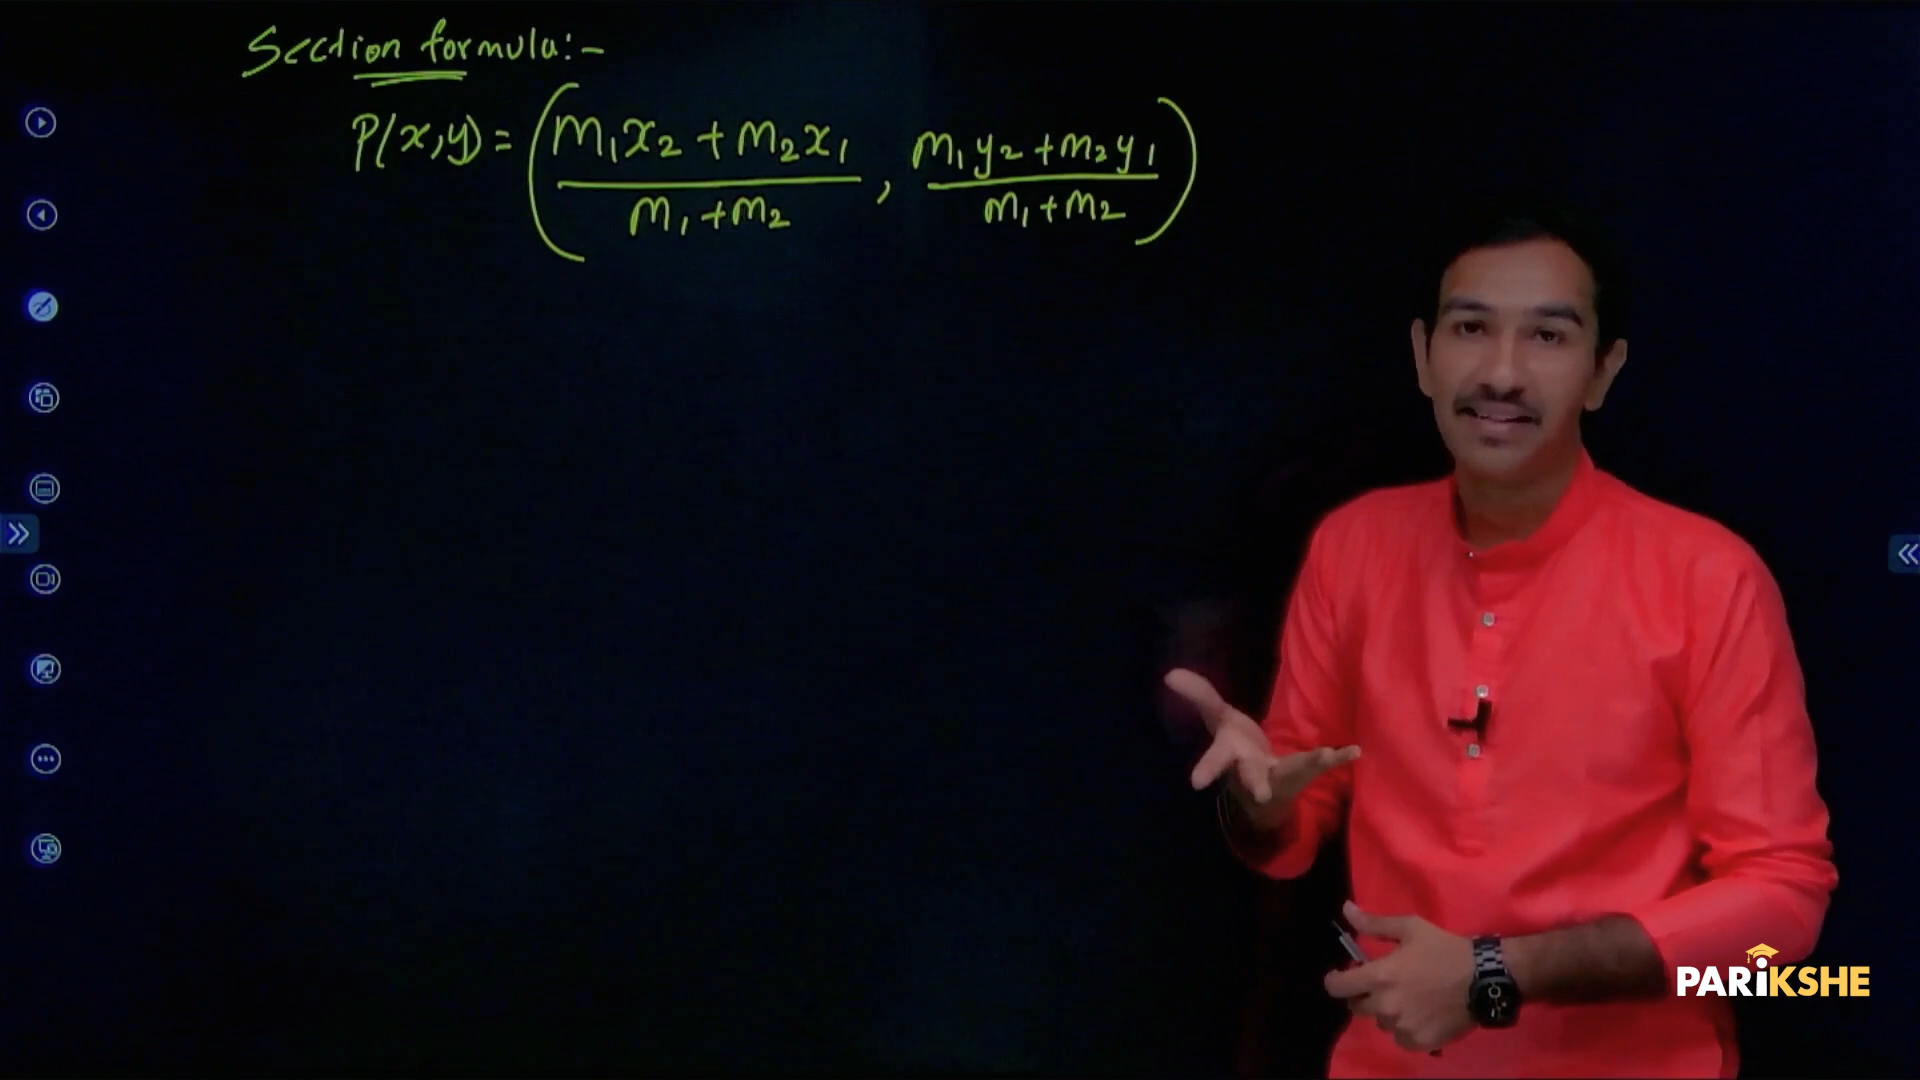 Section formula:-
P(x,y) = (m₁x₂ + m₂x₁ / m₁ + m₂ , m₁y₂ + m₂y₁ / m₁ + m₂)
PARiKSHE